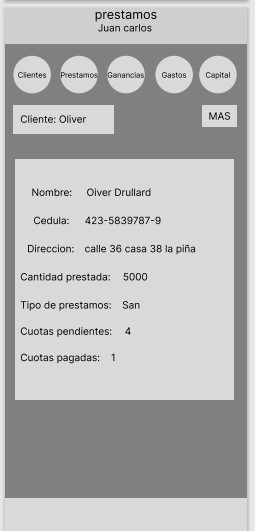 prestamos
Juan carlos
Clientes Prestamos Ganancias Gastos Capital
Cliente: Oliver MAS
Nombre: Oiver Drullard
Cedula: 423-5839787-9
Direccion: calle 36 casa 38 la piña
Cantidad prestada: 5000
Tipo de prestamos: San
Cuotas pendientes: 4
Cuotas pagadas: 1